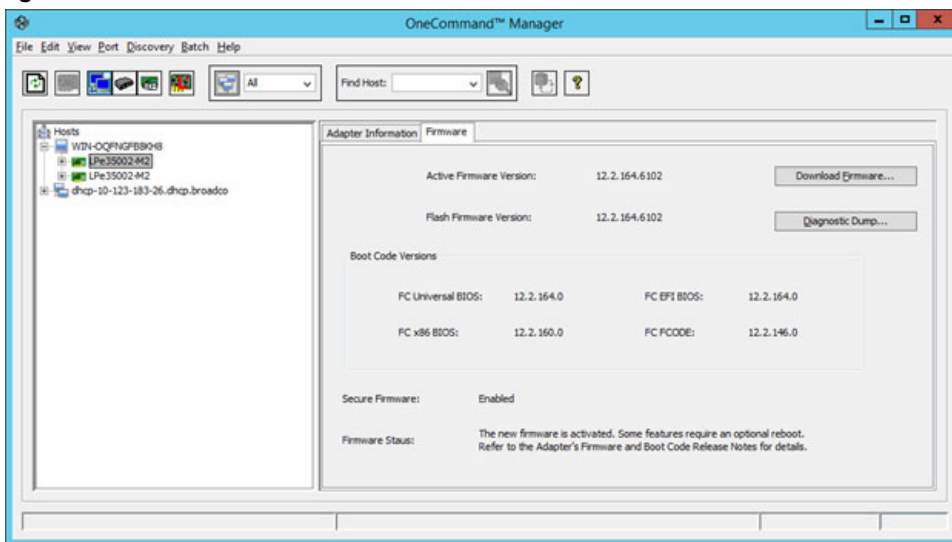 OneCommand™ Manager
File Edit View Port Discovery Batch Help
All
Find Host:
Hosts
WIN-OQFNGFB8KH8
LPe35002-M2
LPe35002-M2
dhcp-10-123-183-26.dhcp.broadco
Adapter Information Firmware
Active Firmware Version: 12.2.164.6102 Download Firmware...
Flash Firmware Version: 12.2.164.6102 Diagnostic Dump...
Boot Code Versions
FC Universal BIOS: 12.2.164.0 FC EFI BIOS: 12.2.164.0
FC x86 BIOS: 12.2.160.0 FC FCODE: 12.2.146.0
Secure Firmware: Enabled
Firmware Staus: The new firmware is activated. Some features require an optional reboot.
Refer to the Adapter's Firmware and Boot Code Release Notes for details.